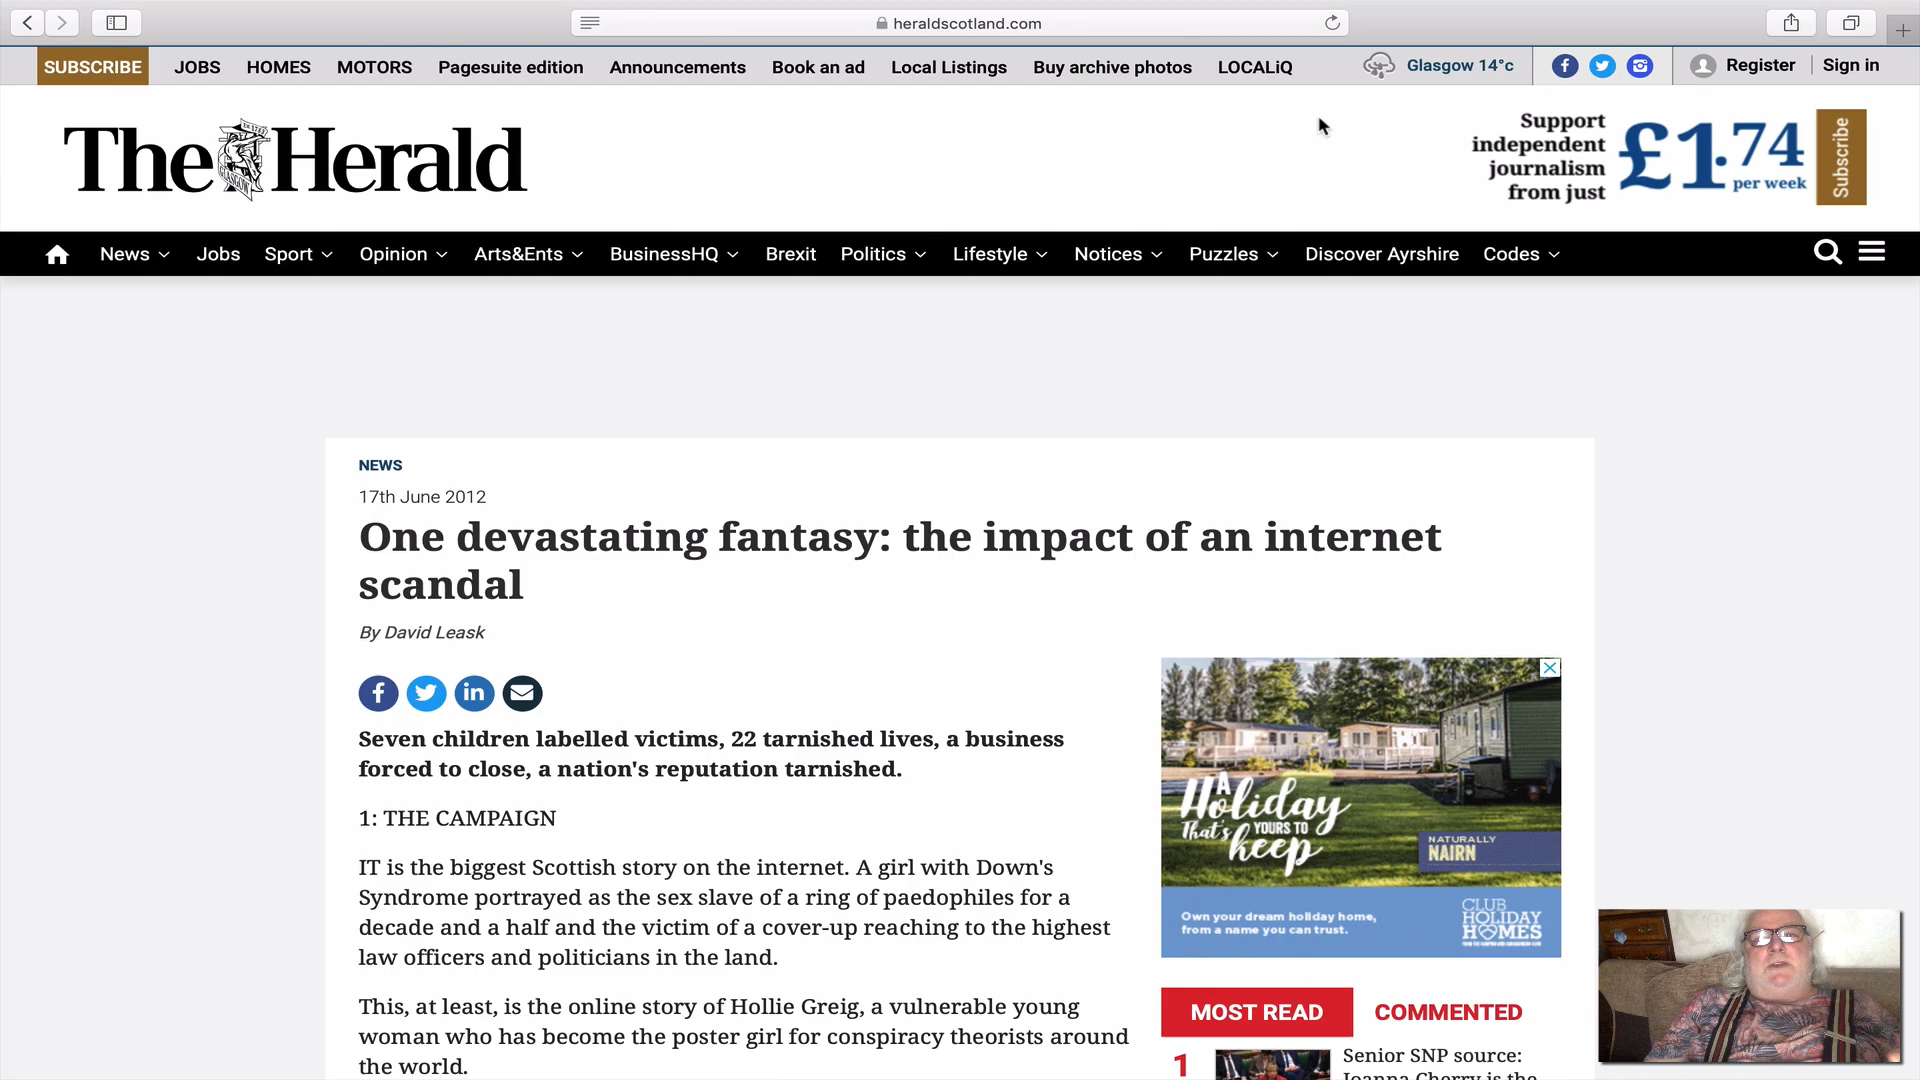 heraldscotland.com
SUBSCRIBE JOBS HOMES MOTORS Pagesuite edition Announcements Book an ad Local Listings Buy archive photos LOCALiQ Glasgow 14°c Register Sign in
The Herald
Support
independent
journalism
from just
£1.74
per week
Subscribe
News Jobs Sport Opinion Arts&Ents BusinessHQ Brexit Politics Lifestyle Notices Puzzles Discover Ayrshire Codes
NEWS
17th June 2012
One devastating fantasy: the impact of an internet
scandal
By David Leask
Seven children labelled victims, 22 tarnished lives, a business
forced to close, a nation's reputation tarnished.
1: THE CAMPAIGN
IT is the biggest Scottish story on the internet. A girl with Down's
Syndrome portrayed as the sex slave of a ring of paedophiles for a
decade and a half and the victim of a cover-up reaching to the highest
law officers and politicians in the land.
This, at least, is the online story of Hollie Greig, a vulnerable young
woman who has become the poster girl for conspiracy theorists around
the world.
A
Holiday
That's YOURS TO
keep
NATURALLY
NAIRN
Own your dream holiday home,
from a name you can trust.
CLUB
HOLIDAY
HOMES
MOST READ COMMENTED
1
Senior SNP source:
Joanna Cherry is the